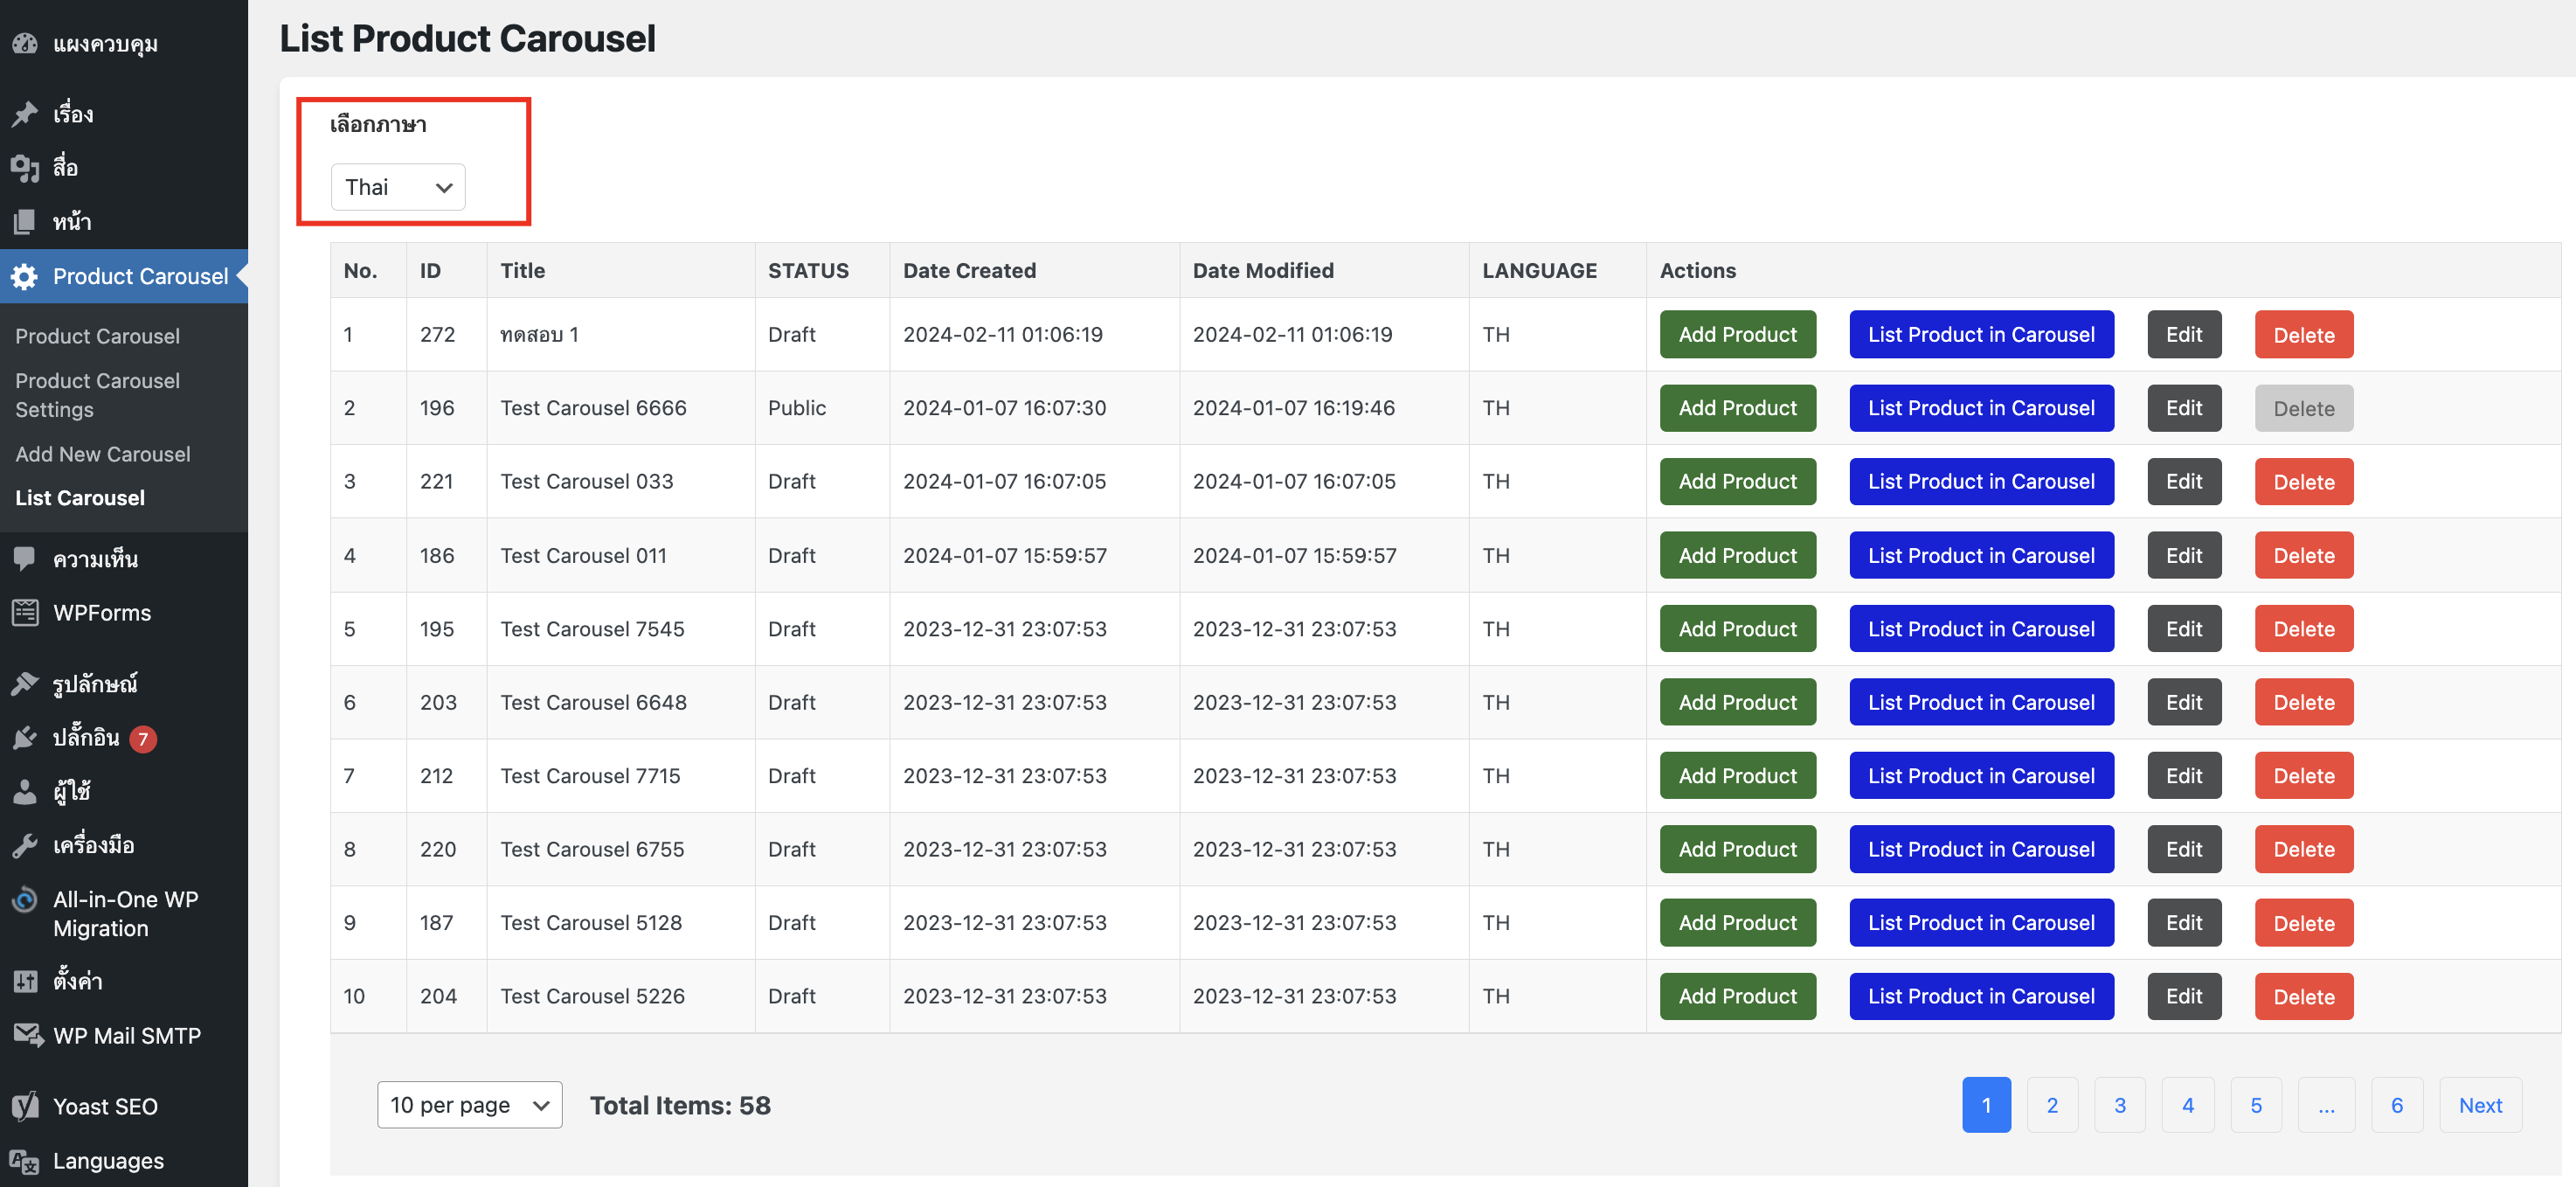 แผงควบคุม
เรื่อง
สื่อ
หน้า
Product Carousel
Product Carousel
Product Carousel
Settings
Add New Carousel
List Carousel
ความเห็น
WPForms
รูปลักษณ์
ปลั๊กอิน 7
ผู้ใช้
เครื่องมือ
All-in-One WP
Migration
ตั้งค่า
WP Mail SMTP
Yoast SEO
Languages
List Product Carousel
เลือกภาษา
Thai
No. ID Title STATUS Date Created Date Modified LANGUAGE Actions
1 272 ทดสอบ 1 Draft 2024-02-11 01:06:19 2024-02-11 01:06:19 TH Add Product List Product in Carousel Edit Delete
2 196 Test Carousel 6666 Public 2024-01-07 16:07:30 2024-01-07 16:19:46 TH Add Product List Product in Carousel Edit Delete
3 221 Test Carousel 033 Draft 2024-01-07 16:07:05 2024-01-07 16:07:05 TH Add Product List Product in Carousel Edit Delete
4 186 Test Carousel 011 Draft 2024-01-07 15:59:57 2024-01-07 15:59:57 TH Add Product List Product in Carousel Edit Delete
5 195 Test Carousel 7545 Draft 2023-12-31 23:07:53 2023-12-31 23:07:53 TH Add Product List Product in Carousel Edit Delete
6 203 Test Carousel 6648 Draft 2023-12-31 23:07:53 2023-12-31 23:07:53 TH Add Product List Product in Carousel Edit Delete
7 212 Test Carousel 7715 Draft 2023-12-31 23:07:53 2023-12-31 23:07:53 TH Add Product List Product in Carousel Edit Delete
8 220 Test Carousel 6755 Draft 2023-12-31 23:07:53 2023-12-31 23:07:53 TH Add Product List Product in Carousel Edit Delete
9 187 Test Carousel 5128 Draft 2023-12-31 23:07:53 2023-12-31 23:07:53 TH Add Product List Product in Carousel Edit Delete
10 204 Test Carousel 5226 Draft 2023-12-31 23:07:53 2023-12-31 23:07:53 TH Add Product List Product in Carousel Edit Delete
10 per page Total Items: 58 1 2 3 4 5 ... 6 Next